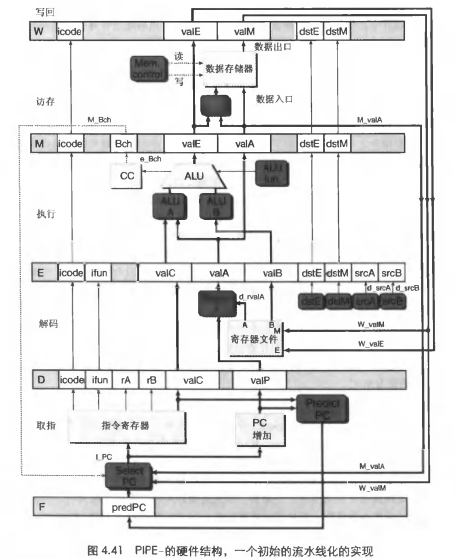 写回
W icode valE valM dstE dstM
数据出口
Mem. control
读
写
数据存储器
访存
数据入口
M_Bch
M_valA
M icode Bch valE valA dstE dstM
e_Bch
CC
ALU
ALU fun.
ALU A
ALU B
执行
E icode ifun valC valA valB dstE dstM srcA srcB
d_srcA d_srcB
d_rvalA
dstE dstM srcA srcB
A B
M
寄存器文件
E
W_valM
解码
W_valE
D icode ifun rA rB valC valP
Predict PC
取指
指令寄存器
PC 增加
I_PC
Select PC
M_valA
W_valM
F predPC
图 4.41 PIPE-的硬件结构，一个初始的流水线化的实现